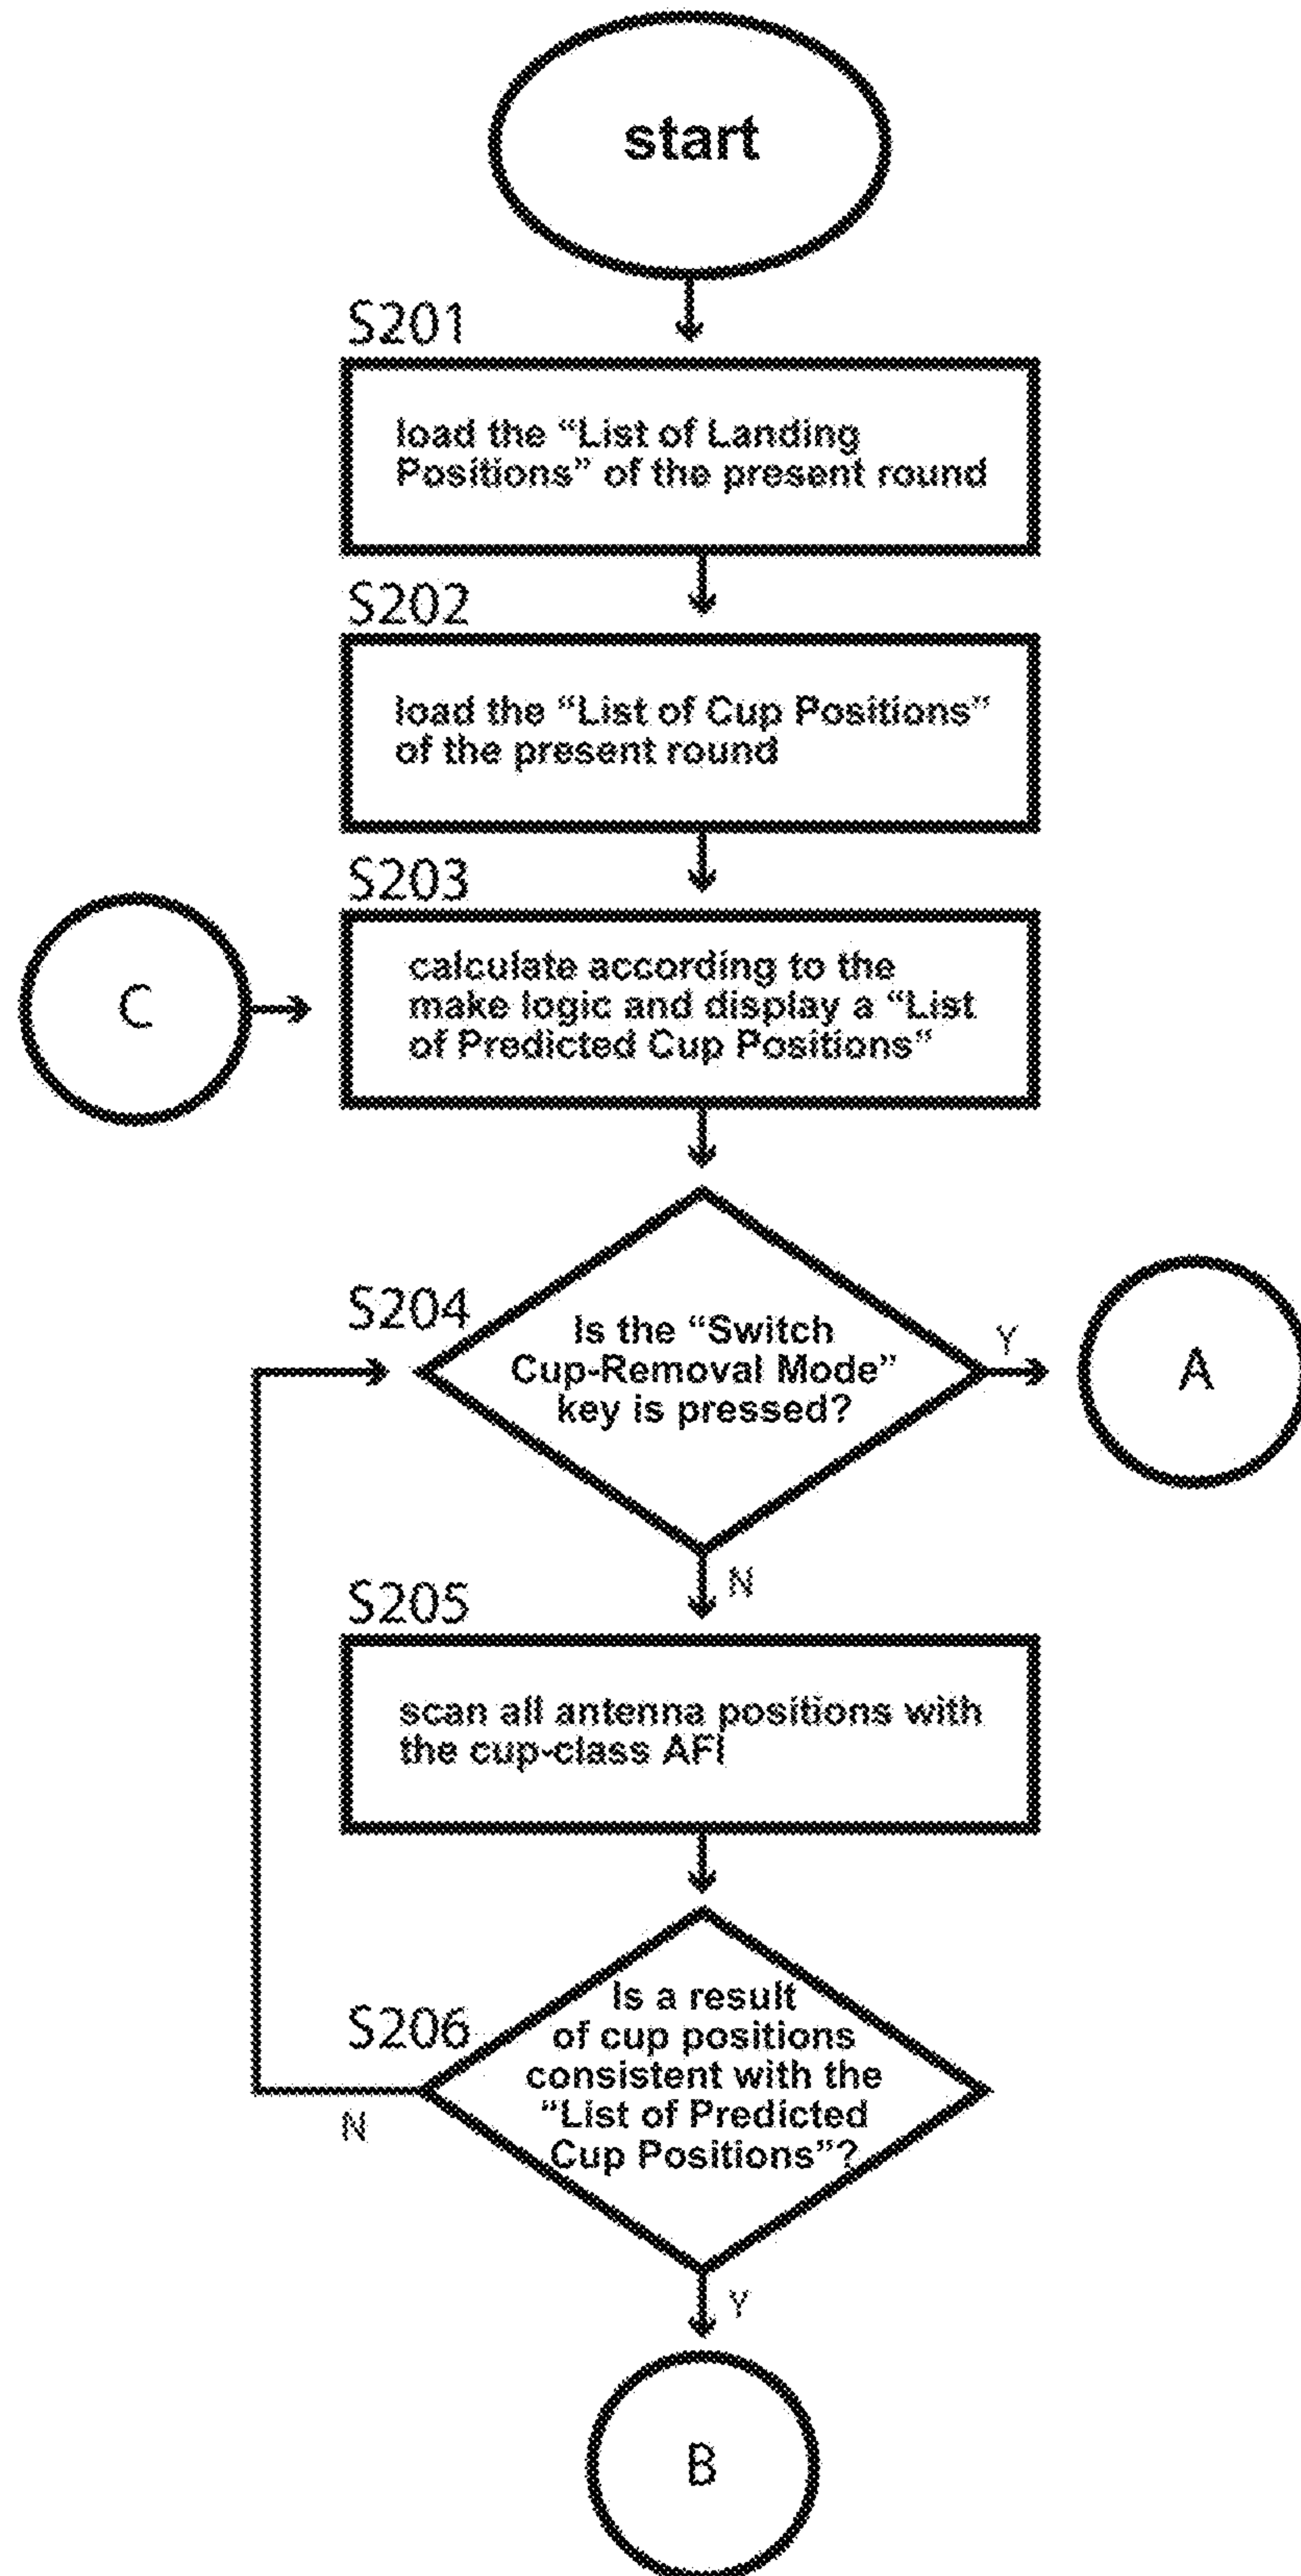 start
S201
load the “List of Landing
Positions” of the present round
S202
load the “List of Cup Positions”
of the present round
S203
C
calculate according to the
make logic and display a “List
of Predicted Cup Positions”
S204
Is the “Switch
Cup-Removal Mode”
key is pressed?
Y
A
N
S205
scan all antenna positions with
the cup-class AFI
S206
Is a result
of cup positions
consistent with the
“List of Predicted
Cup Positions”?
N
Y
B